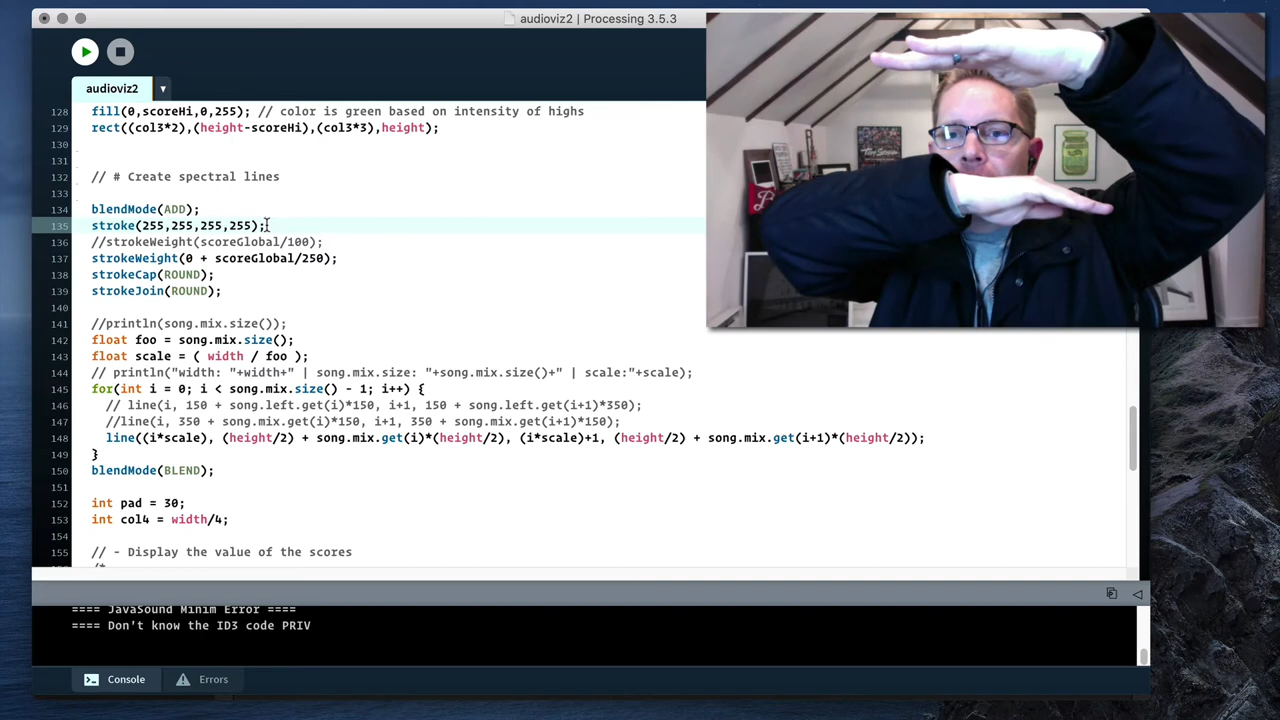 audioviz2 | Processing 3.5.3
audioviz2
128 fill(0,scoreHi,0,255); // color is green based on intensity of highs
129 rect((col3*2),(height-scoreHi),(col3*3),height);
130
131
132 // # Create spectral lines
133
134 blendMode(ADD);
135 stroke(255,255,255,255);
136 //strokeWeight(scoreGlobal/100);
137 strokeWeight(0 + scoreGlobal/250);
138 strokeCap(ROUND);
139 strokeJoin(ROUND);
140
141 //println(song.mix.size());
142 float foo = song.mix.size();
143 float scale = ( width / foo );
144 // println("width: "+width+" | song.mix.size: "+song.mix.size()+" | scale:"+scale);
145 for(int i = 0; i < song.mix.size() - 1; i++) {
146 // line(i, 150 + song.left.get(i)*150, i+1, 150 + song.left.get(i+1)*350);
147 //line(i, 350 + song.mix.get(i)*150, i+1, 350 + song.mix.get(i+1)*150);
148 line((i*scale), (height/2) + song.mix.get(i)*(height/2), (i*scale)+1, (height/2) + song.mix.get(i+1)*(height/2));
149 }
150 blendMode(BLEND);
151
152 int pad = 30;
153 int col4 = width/4;
154
155 // - Display the value of the scores
/*
==== JavaSound Minim Error ====
==== Don't know the ID3 code PRIV
Console
Errors